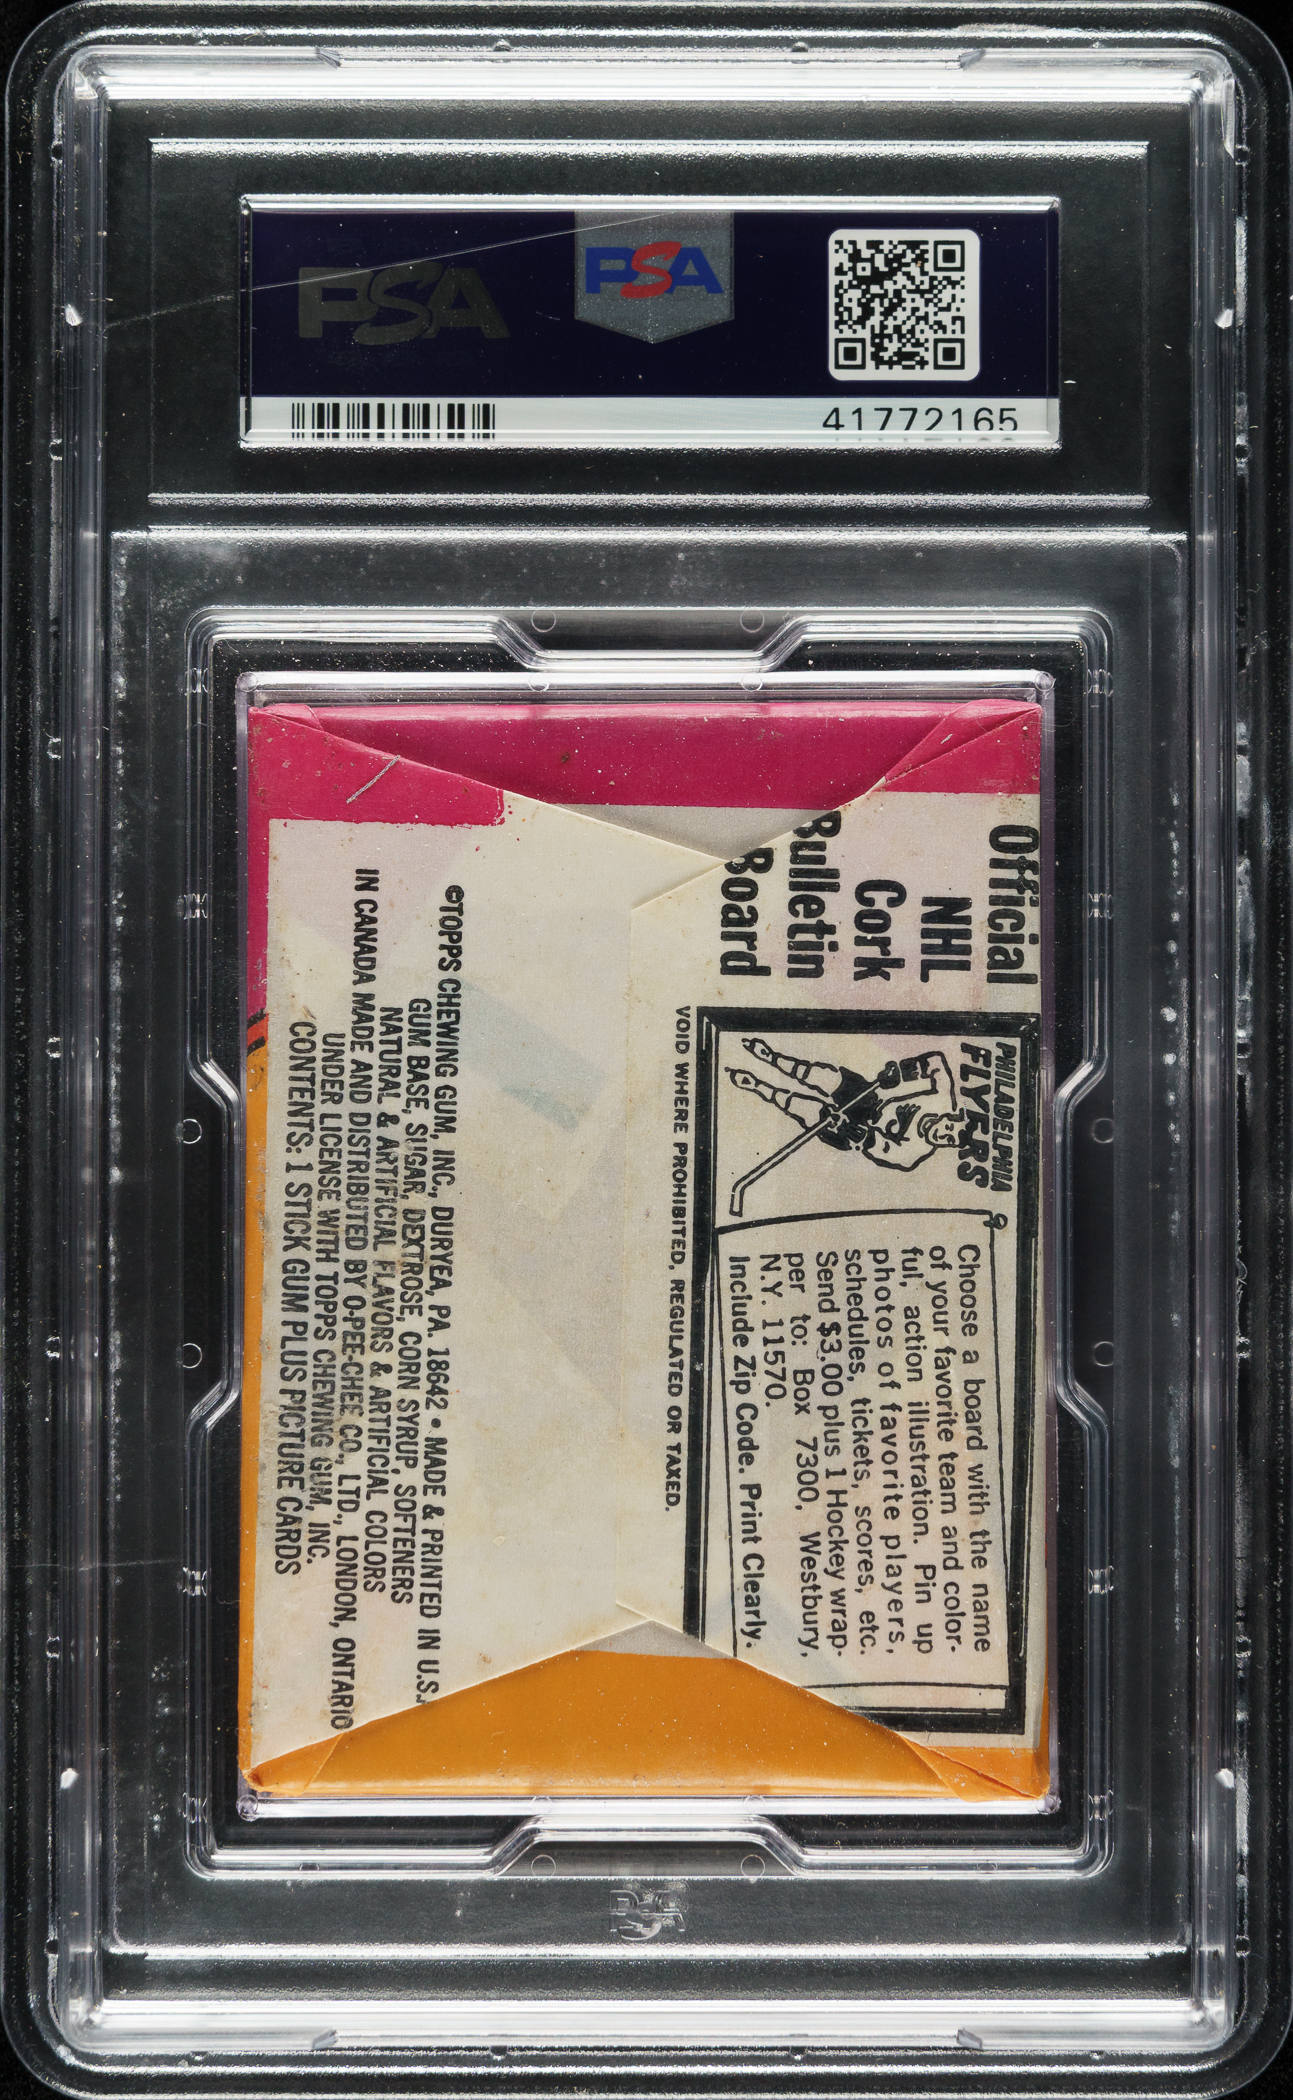 PSA
PSA
41772165
Official
NHL
Cork
Bulletin
Board
PHILADELPHIA
FLYERS
Choose a board with the name
of your favorite team and color-
ful, action illustration. Pin up
photos of favorite players,
schedules, tickets, scores, etc.
Send $3.00 plus 1 Hockey wrap-
per to: Box 7300, Westbury,
N.Y. 11570.
Include Zip Code. Print Clearly.
VOID WHERE PROHIBITED, REGULATED OR TAXED.
©TOPPS CHEWING GUM, INC., DURYEA, PA. 18642 • MADE & PRINTED IN U.S.A
GUM BASE, SUGAR, DEXTROSE, CORN SYRUP, SOFTENERS
NATURAL & ARTIFICIAL FLAVORS & ARTIFICIAL COLORS
IN CANADA MADE AND DISTRIBUTED BY O-PEE-CHEE CO., LTD., LONDON, ONTARIO
UNDER LICENSE WITH TOPPS CHEWING GUM, INC.
CONTENTS: 1 STICK GUM PLUS PICTURE CARDS
PSA